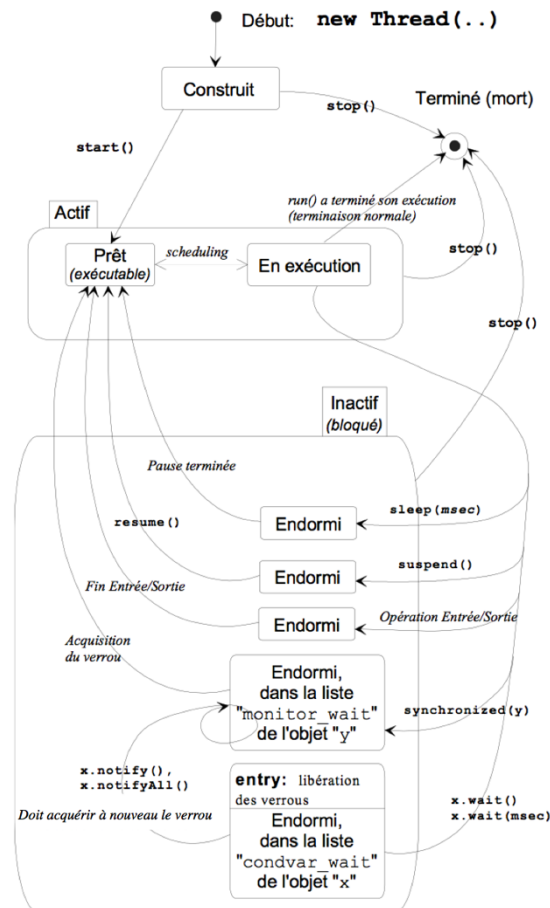 Début: new Thread(..)
Construit
stop()
Terminé (mort)
start()
run() a terminé son exécution
(terminaison normale)
Actif
Prêt
(exécutable)
scheduling
En exécution
stop()
stop()
Inactif
(bloqué)
Pause terminée
sleep(msec)
Endormi
resume()
suspend()
Endormi
Fin Entrée/Sortie
Opération Entrée/Sortie
Endormi
Acquisition
du verrou
Endormi,
dans la liste
"monitor_wait"
de l'objet "y"
synchronized(y)
x.notify(),
x.notifyAll()
Doit acquérir à nouveau le verrou
entry: libération
des verrous
Endormi,
dans la liste
"condvar_wait"
de l'objet "x"
x.wait()
x.wait(msec)